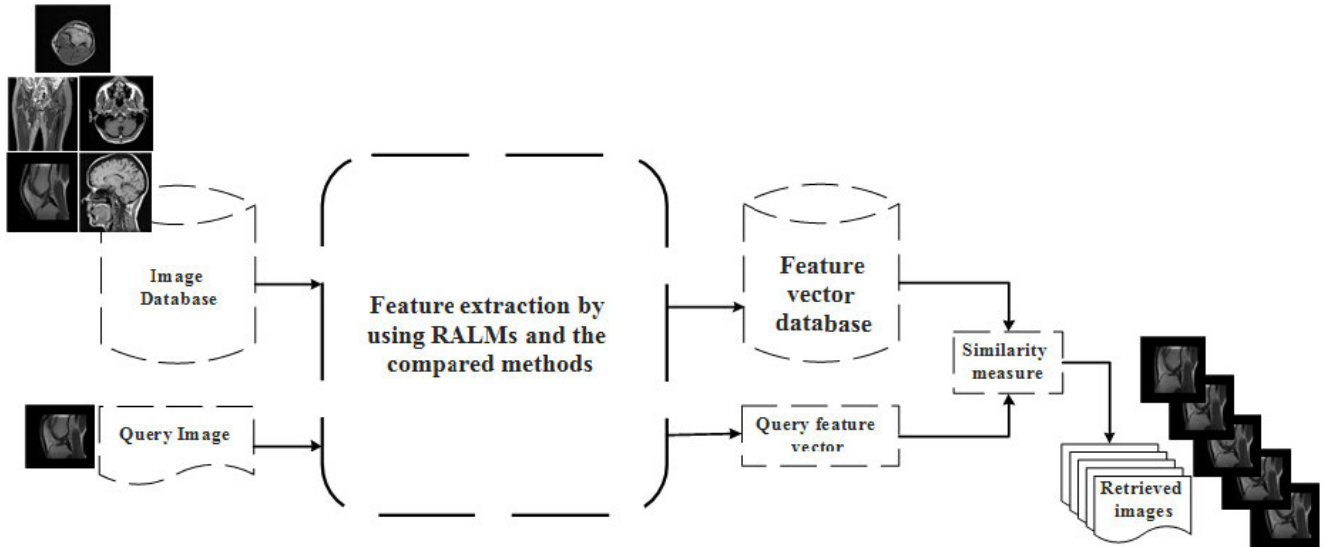 Image
Database
Feature extraction by
using RALMs and the
compared methods
Feature
vector
database
Similarity
measure
Query Image
Query feature
vector
Retrieved
images